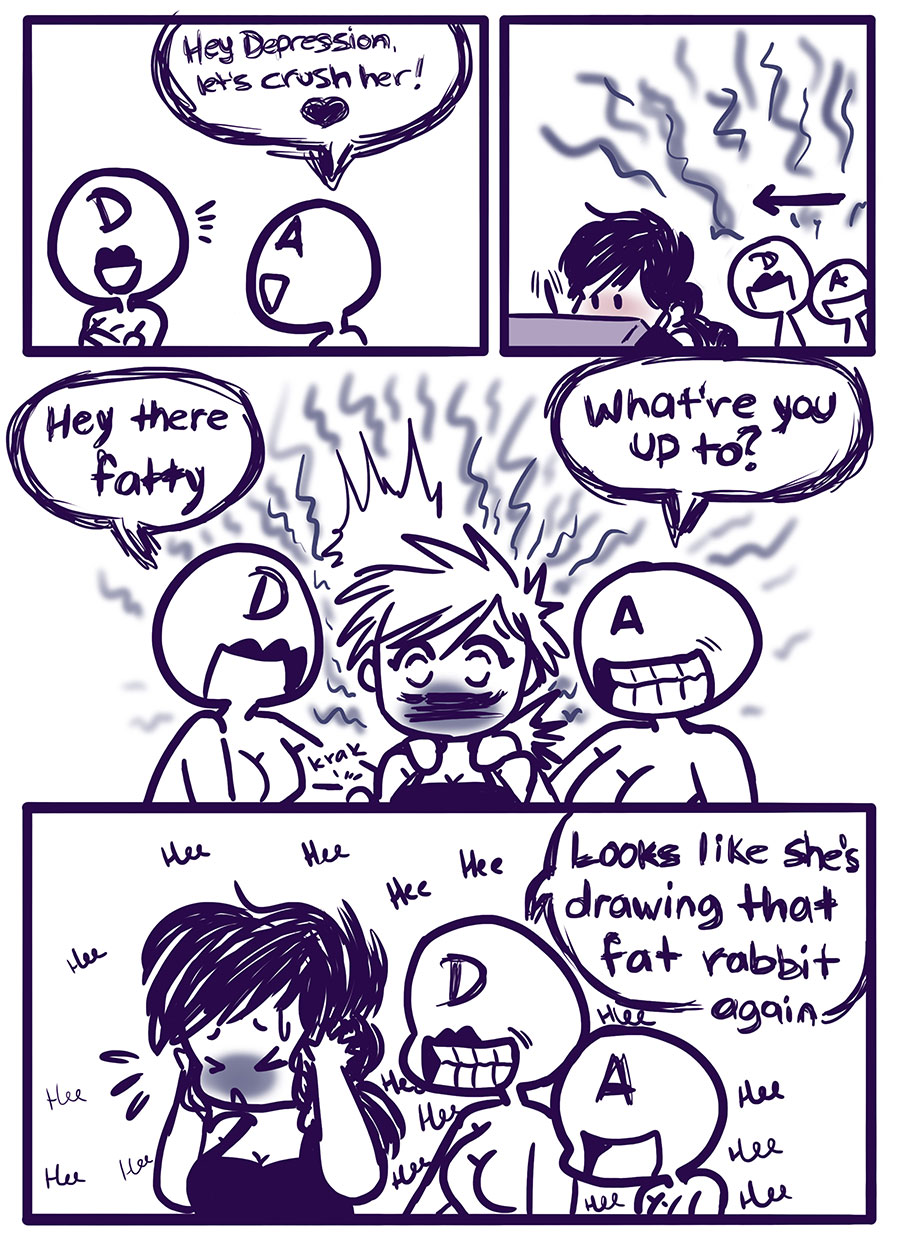 Hey Depression,
let's crush her!
D
A
D
A
Hey there
fatty
What're you
up to?
D
A
krak
Looks like she's
drawing that
fat rabbit
again
Hee
Hee
Hee
Hee
Hee
D
Hee
A
Hee
Hee
Hee
Hee
Hee
Hee
Hee
Hee
Hee
Hee